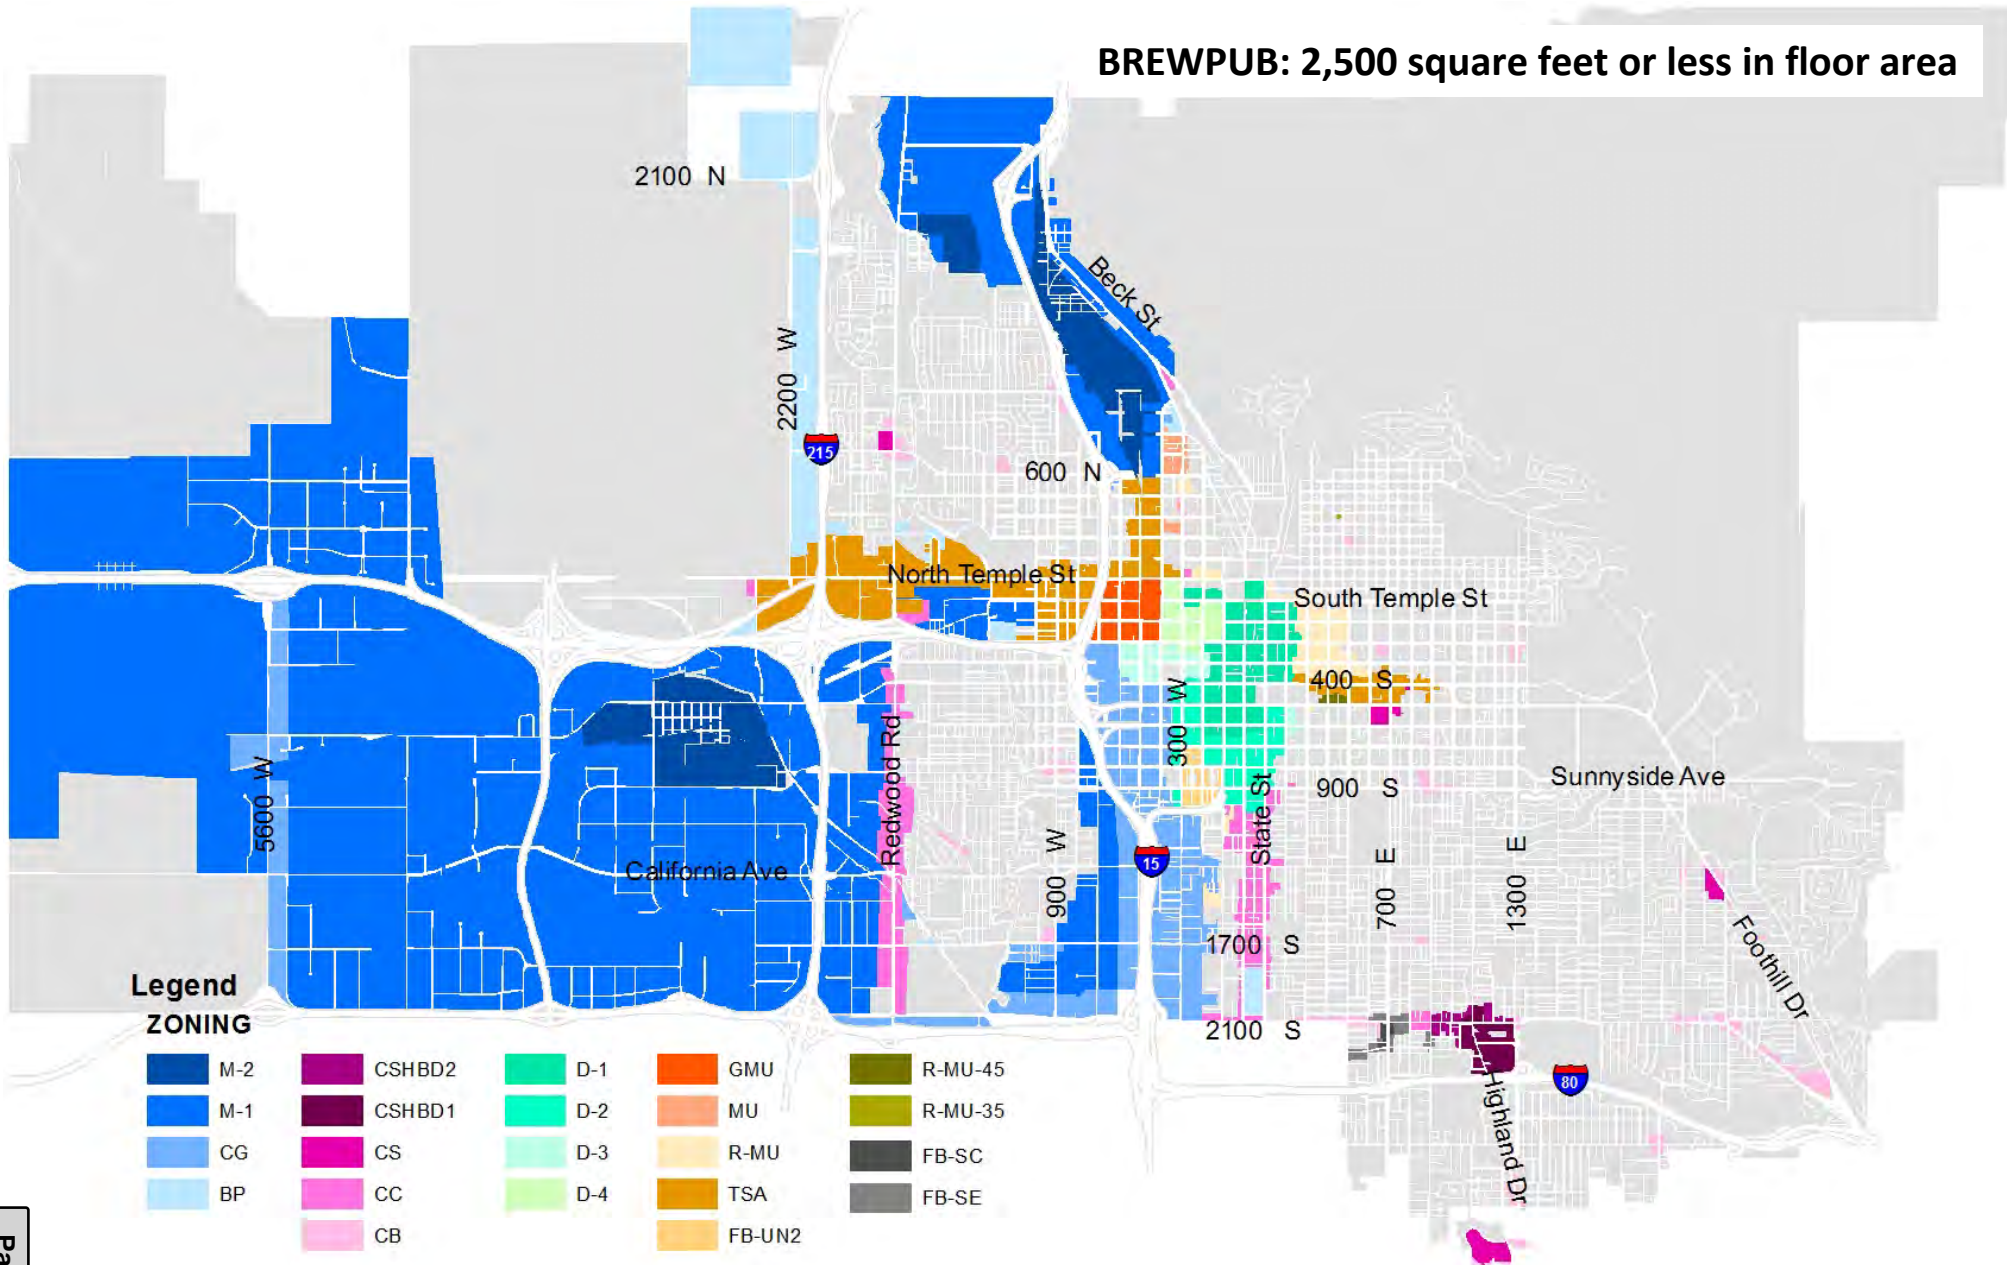 BREWPUB: 2,500 square feet or less in floor area
2100 N
Beck St
2200 W
215
600 N
North Temple St
South Temple St
400 S
300 W
Redwood Rd
5600 W
900 S
Sunnyside Ave
State St
California Ave
900 W
15
700 E
1300 E
1700 S
Foothill Dr
2100 S
80
Highland Dr
Legend
ZONING
M-2
M-1
CG
BP
CSHBD2
CSHBD1
CS
CC
CB
D-1
D-2
D-3
D-4
GMU
MU
R-MU
TSA
FB-UN2
R-MU-45
R-MU-35
FB-SC
FB-SE